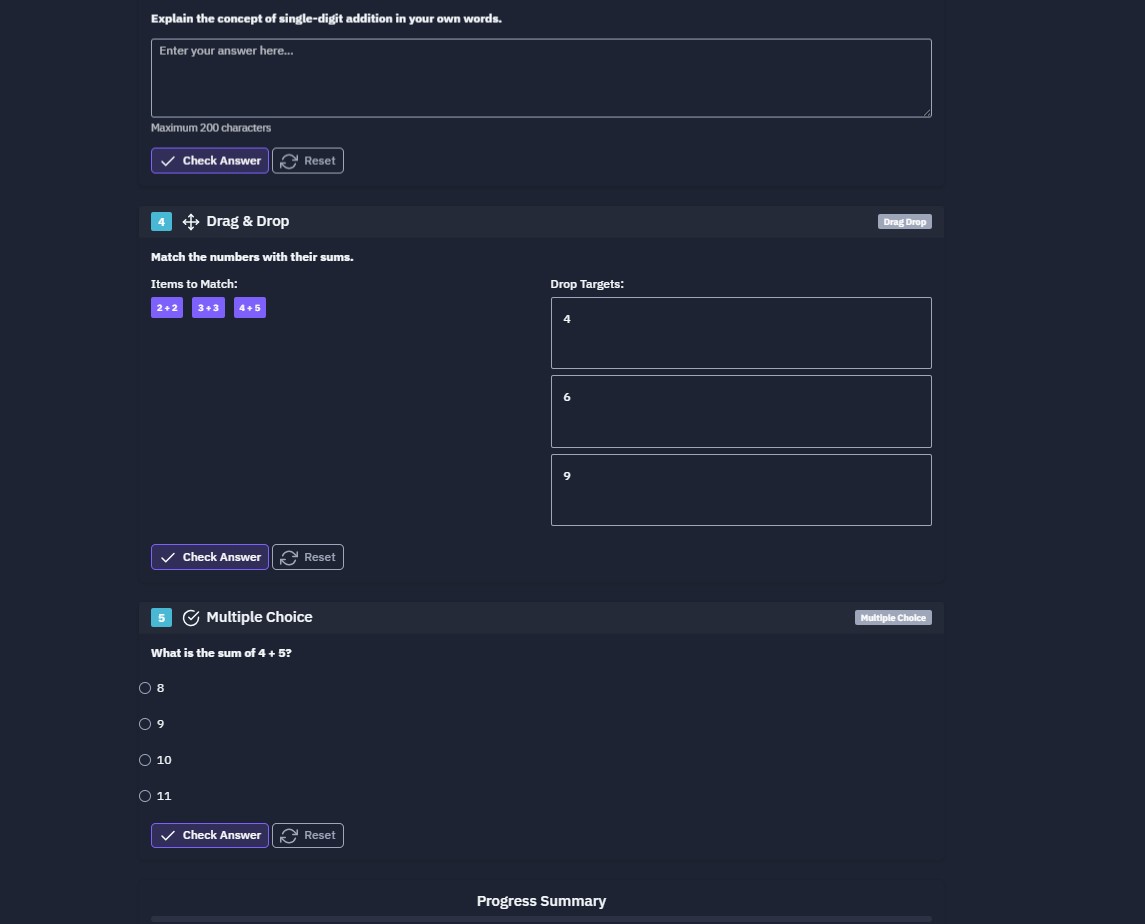 Explain the concept of single-digit addition in your own words.
Enter your answer here...
Maximum 200 characters
Check Answer Reset
4 Drag & Drop Drag Drop
Match the numbers with their sums.
Items to Match: Drop Targets:
2 + 2 3 + 3 4 + 5
4
6
9
Check Answer Reset
5 Multiple Choice Multiple Choice
What is the sum of 4 + 5?
8
9
10
11
Check Answer Reset
Progress Summary